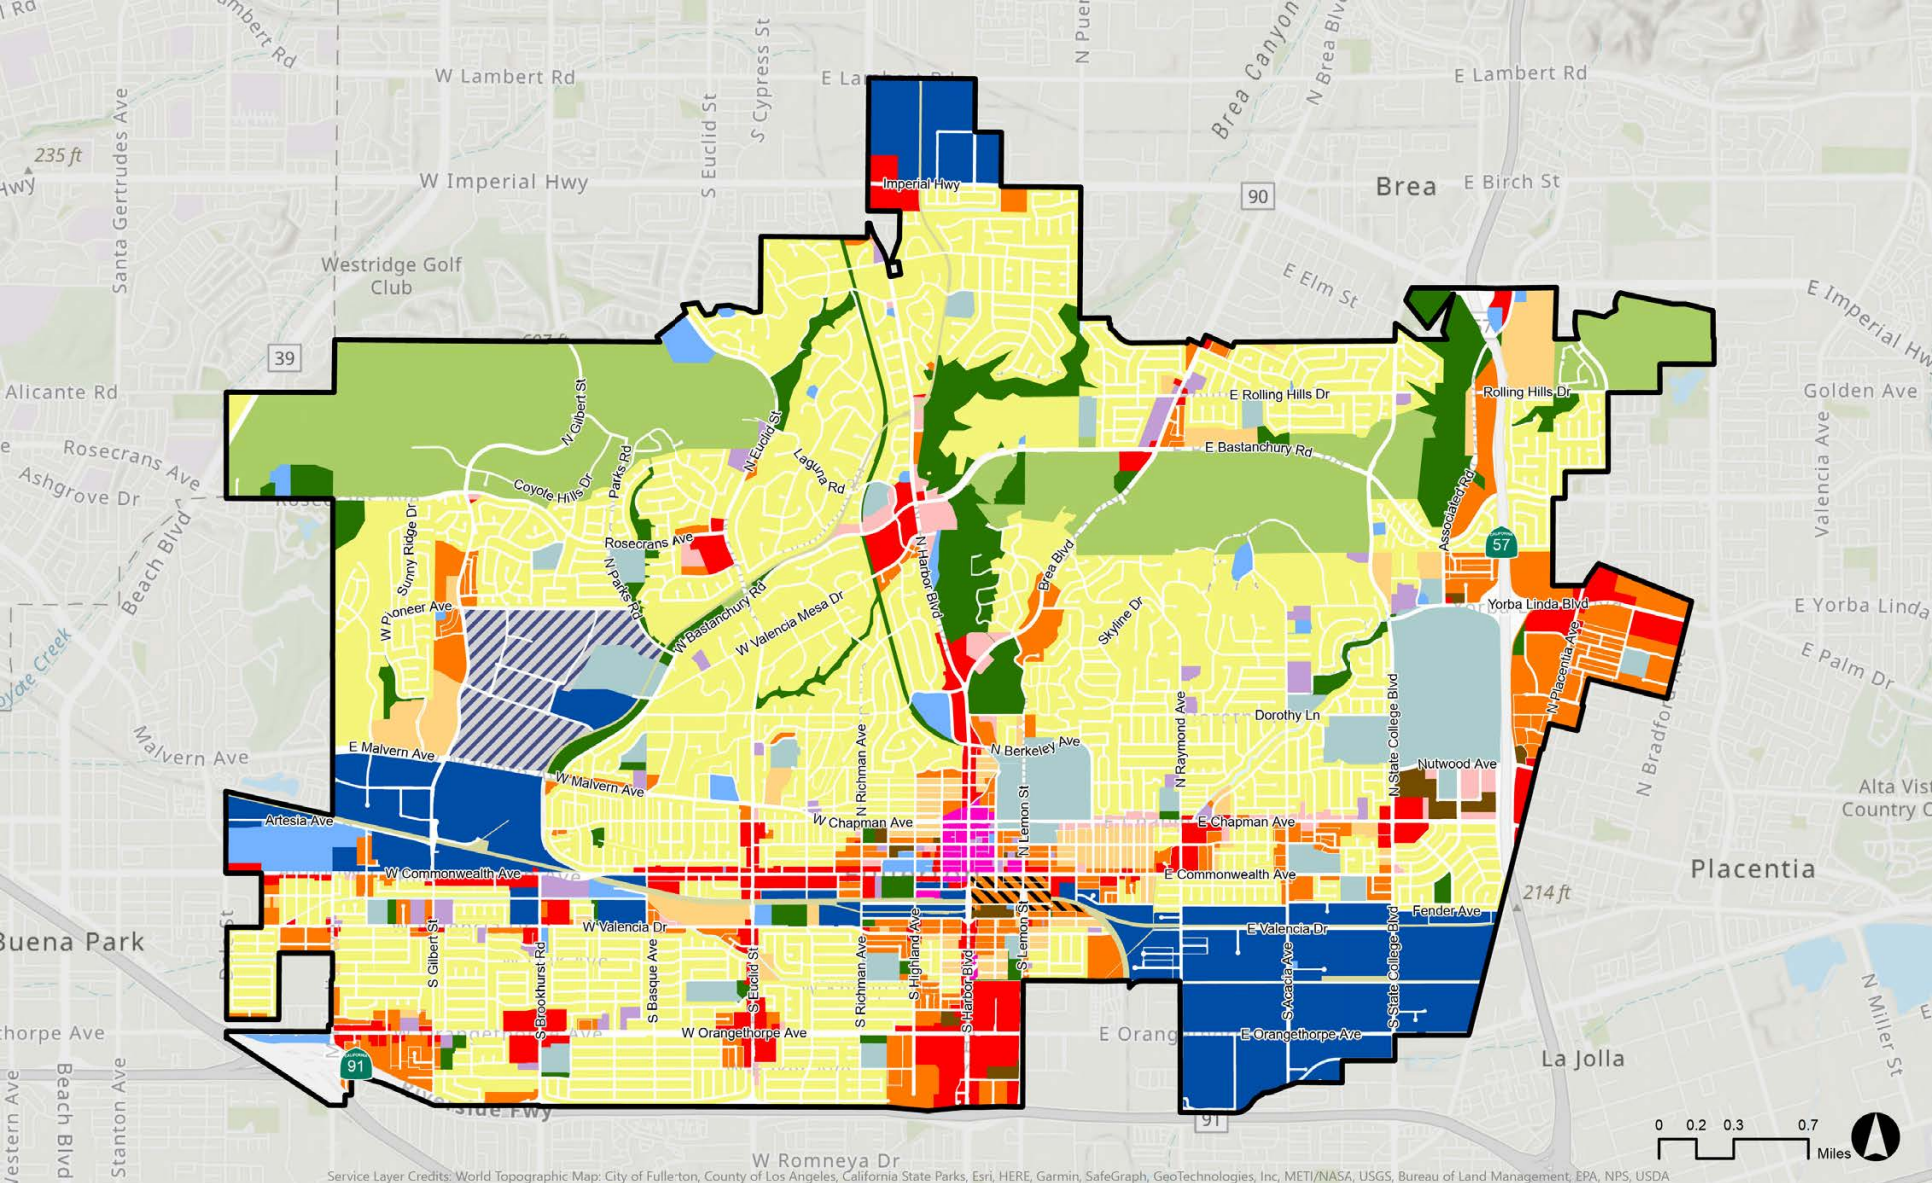 W Lambert Rd
E Lambert Rd
E Lambert Rd
Santa Gertrudes Ave
S Cypress St
S Euclid St
Brea Canyon
235 ft
Hwy
W Imperial Hwy
Imperial Hwy
90
Brea
E Birch St
Westridge Golf
Club
E Elm St
E Imperial Hw
39
Alicante Rd
N Gilbert St
N Euclid St
E Rolling Hills Dr
Rolling Hills Dr
Golden Ave
Rosecrans Ave
Ashgrove Dr
Coyote Hills Dr
N Parks Rd
Laguna Rd
E Bastanchury Rd
Associated Rd
Valencia Ave
Beach Blvd
Sunny Ridge Dr
Rosecrans Ave
N Harbor Blvd
Brea Blvd
57
W Pioneer Ave
N Parks Rd
W Bastanchury Rd
W Valencia Mesa Dr
Skyline Dr
Yorba Linda Blvd
E Yorba Linda
Coyote Creek
N Placentia Ave
E Palm Dr
Malvern Ave
E Malvern Ave
W Malvern Ave
N Richman Ave
N Berkeley Ave
N Raymond Ave
Dorothy Ln
N State College Blvd
Nutwood Ave
N Bradford
Alta Vist
Country C
Artesia Ave
W Chapman Ave
N Lemon St
E Chapman Ave
W Commonwealth Ave
E Commonwealth Ave
Placentia
214 ft
Buena Park
S Gilbert St
W Valencia Dr
S Brookhurst Rd
S Basque Ave
S Euclid St
S Richman Ave
S Highland Ave
S Harbor Blvd
S Lemon St
E Valencia Dr
Fender Ave
S Acacia Ave
S State College Blvd
N Miller St
thorpe Ave
W Orangethorpe Ave
E Orang
E Orangethorpe Ave
La Jolla
91
Riverside Fwy
91
Western Ave
Beach Blvd
Stanton Ave
W Romneya Dr
0 0.2 0.3 0.7
Miles
Service Layer Credits: World Topographic Map: City of Fullerton, County of Los Angeles, California State Parks, Esri, HERE, Garmin, SafeGraph, GeoTechnologies, Inc, METI/NASA, USGS, Bureau of Land Management, EPA, NPS, USDA